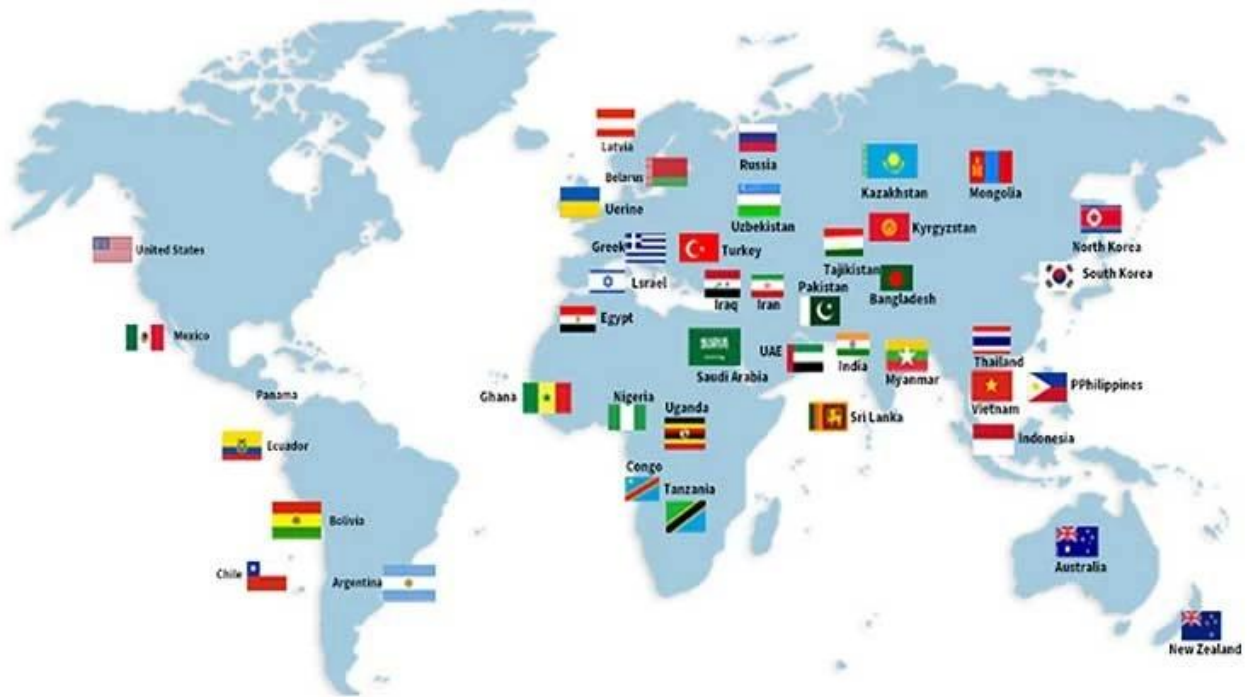 Latvia
Russia
Belarus
Kazakhstan
Mongolia
Uerine
Uzbekistan
Kyrgyzstan
United States
Greek
Turkey
Tajikistan
North Korea
South Korea
Lsrael
Iraq
Iran
Pakistan
Bangladesh
Egypt
Mexico
Saudi Arabia
UAE
India
Myanmar
Thailand
Panama
Ghana
Nigeria
Uganda
Sri Lanka
Vietnam
PPhilippines
Ecuador
Indonesia
Congo
Tanzania
Bolivia
Chile
Argentina
Australia
New Zealand